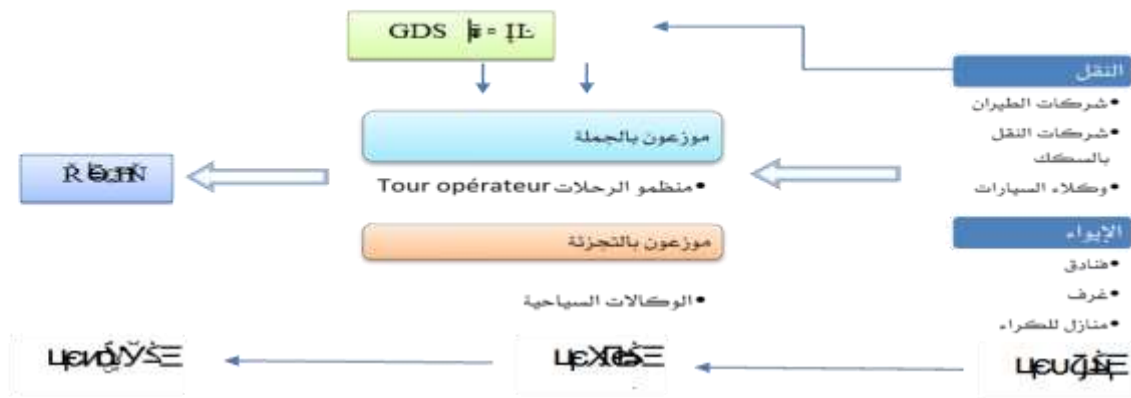 GDS
النقل
•شركات الطيران
•شركات النقل
بالسكك
•وكلاء السيارات
موزعون بالجملة
•منظمو الرحلات Tour opérateur
موزعون بالتجزئة
•الوكالات السياحية
الإيواء
•فنادق
•غرف
•منازل للكراء